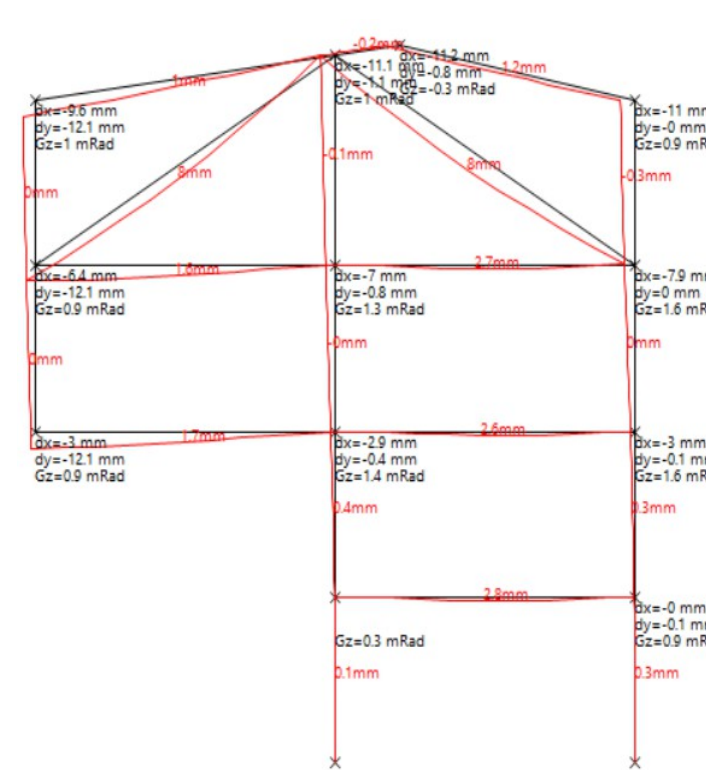 -0.2mm
dx=-11.2 mm
dy=-0.8 mm
Gz=-0.3 mRad
dx=-11.1 mm
dy=-1.1 mm
Gz=1 mRad
1.2mm
1mm
dx=-9.6 mm
dy=-12.1 mm
Gz=1 mRad
dx=-11 mm
dy=-0 mm
Gz=0.9 mR
-0.1mm
8mm
8mm
-0.3mm
0mm
1.6mm
2.7mm
dx=-6.4 mm
dy=-12.1 mm
Gz=0.9 mRad
dx=-7 mm
dy=-0.8 mm
Gz=1.3 mRad
dx=-7.9 m
dy=0 mm
Gz=1.6 mR
-0mm
0mm
0mm
1.7mm
2.6mm
dx=-3 mm
dy=-12.1 mm
Gz=0.9 mRad
dx=-2.9 mm
dy=-0.4 mm
Gz=1.4 mRad
dx=-3 mm
dy=-0.1 m
Gz=1.6 mR
0.4mm
0.3mm
2.8mm
dx=-0 mm
dy=-0.1 m
Gz=0.9 mR
Gz=0.3 mRad
0.1mm
0.3mm